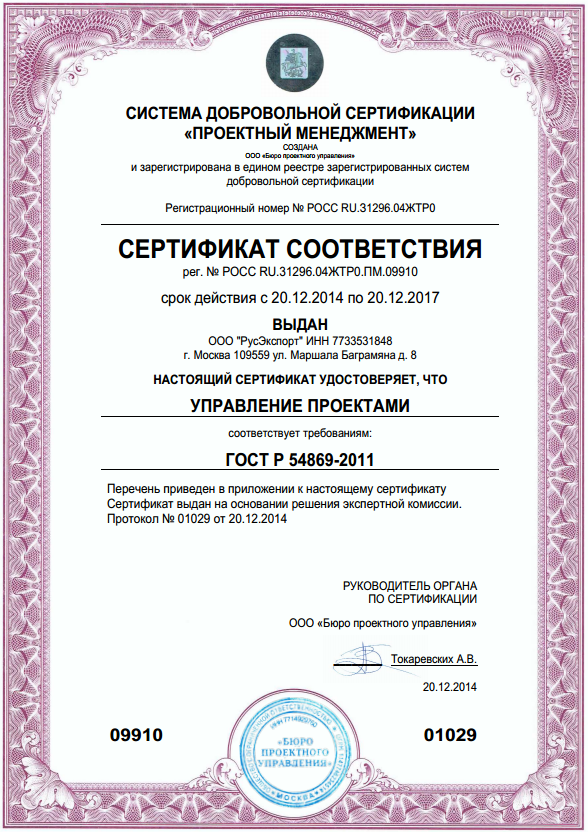 СИСТЕМА ДОБРОВОЛЬНОЙ СЕРТИФИКАЦИИ
«ПРОЕКТНЫЙ МЕНЕДЖМЕНТ»
СОЗДАНА
ООО «Бюро проектного управления»
и зарегистрирована в едином реестре зарегистрированных систем
добровольной сертификации
Регистрационный номер № РОСС RU.31296.04ЖТР0
СЕРТИФИКАТ СООТВЕТСТВИЯ
рег. № РОСС RU.31296.04ЖТР0.ПМ.09910
срок действия с 20.12.2014 по 20.12.2017
ВЫДАН
ООО "РусЭкспорт" ИНН 7733531848
г. Москва 109559 ул. Маршала Баграмяна д. 8
НАСТОЯЩИЙ СЕРТИФИКАТ УДОСТОВЕРЯЕТ, ЧТО
УПРАВЛЕНИЕ ПРОЕКТАМИ
соответствует требованиям:
ГОСТ Р 54869-2011
Перечень приведен в приложении к настоящему сертификату
Сертификат выдан на основании решения экспертной комиссии.
Протокол № 01029 от 20.12.2014
РУКОВОДИТЕЛЬ ОРГАНА
ПО СЕРТИФИКАЦИИ
ООО «Бюро проектного управления»
Токаревских А.В.
20.12.2014
09910
01029
«БЮРО
ПРОЕКТНОГО
УПРАВЛЕНИЯ»
МОСКВА